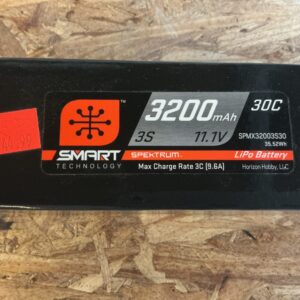 3200mAh 30C
3S 11.1V SPMX32003S30
35.52Wh
SMART SPEKTRUM LiPo Battery
TECHNOLOGY Max Charge Rate 3C (9.6A) Horizon Hobby, LLC
TM